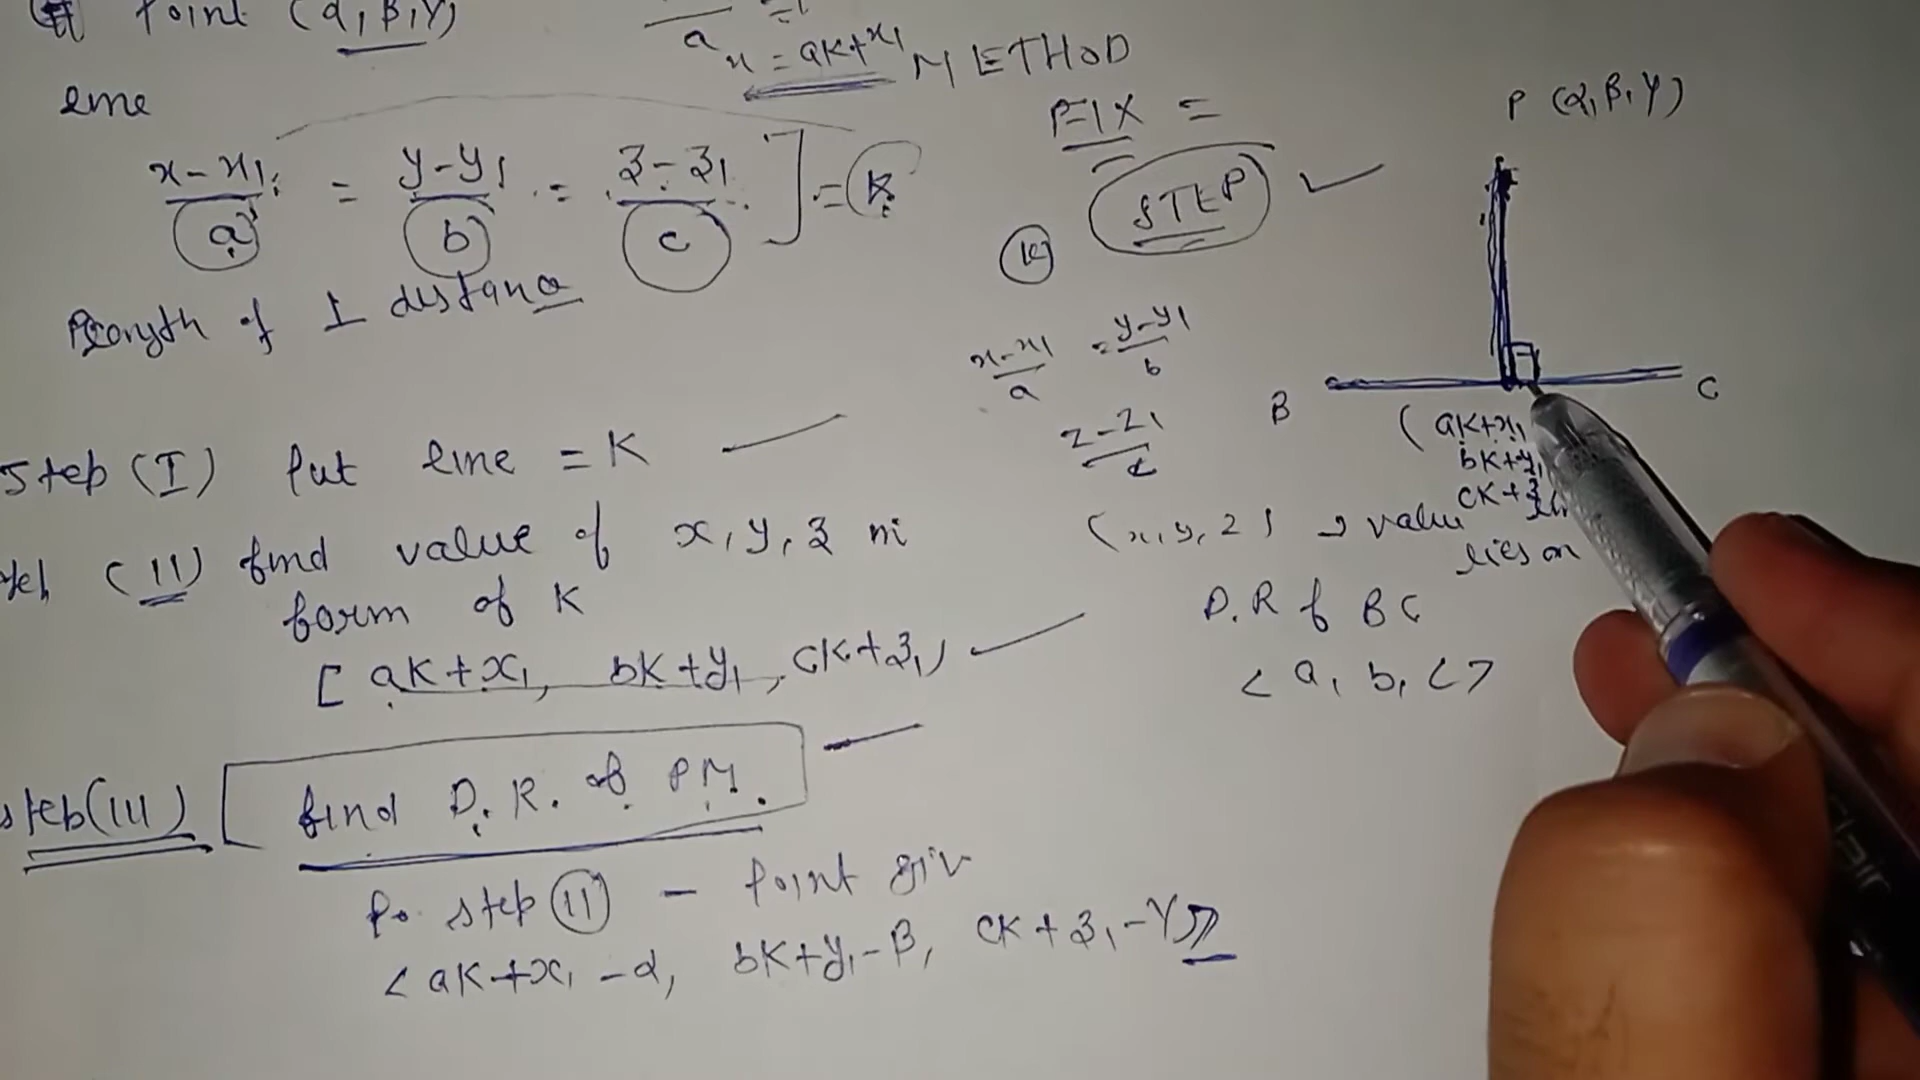 Point (α, β, γ)
a
x = ak+x₁
METHOD
line
(x-x₁)/a = (y-y₁)/b = (z-z₁)/c ] = k
FIX =
STEP
k
P (α, β, γ)
length of ⊥ distance
(x-x₁)/a = (y-y₁)/b
(z-z₁)/c
B
C
(ak+x₁
bk+y₁
ck+z₁
Step (I) Put line = K
(II) find value of x, y, z in
form of K
[ak+x₁, bk+y₁, ck+z₁)
(x, y, z) → value
lies on
D.R of BC
< a, b, c >
step(III) find D.R. of PM.
step (II) - Point giv
< ak+x₁ - α, bk+y₁-β, ck+z₁-γ >